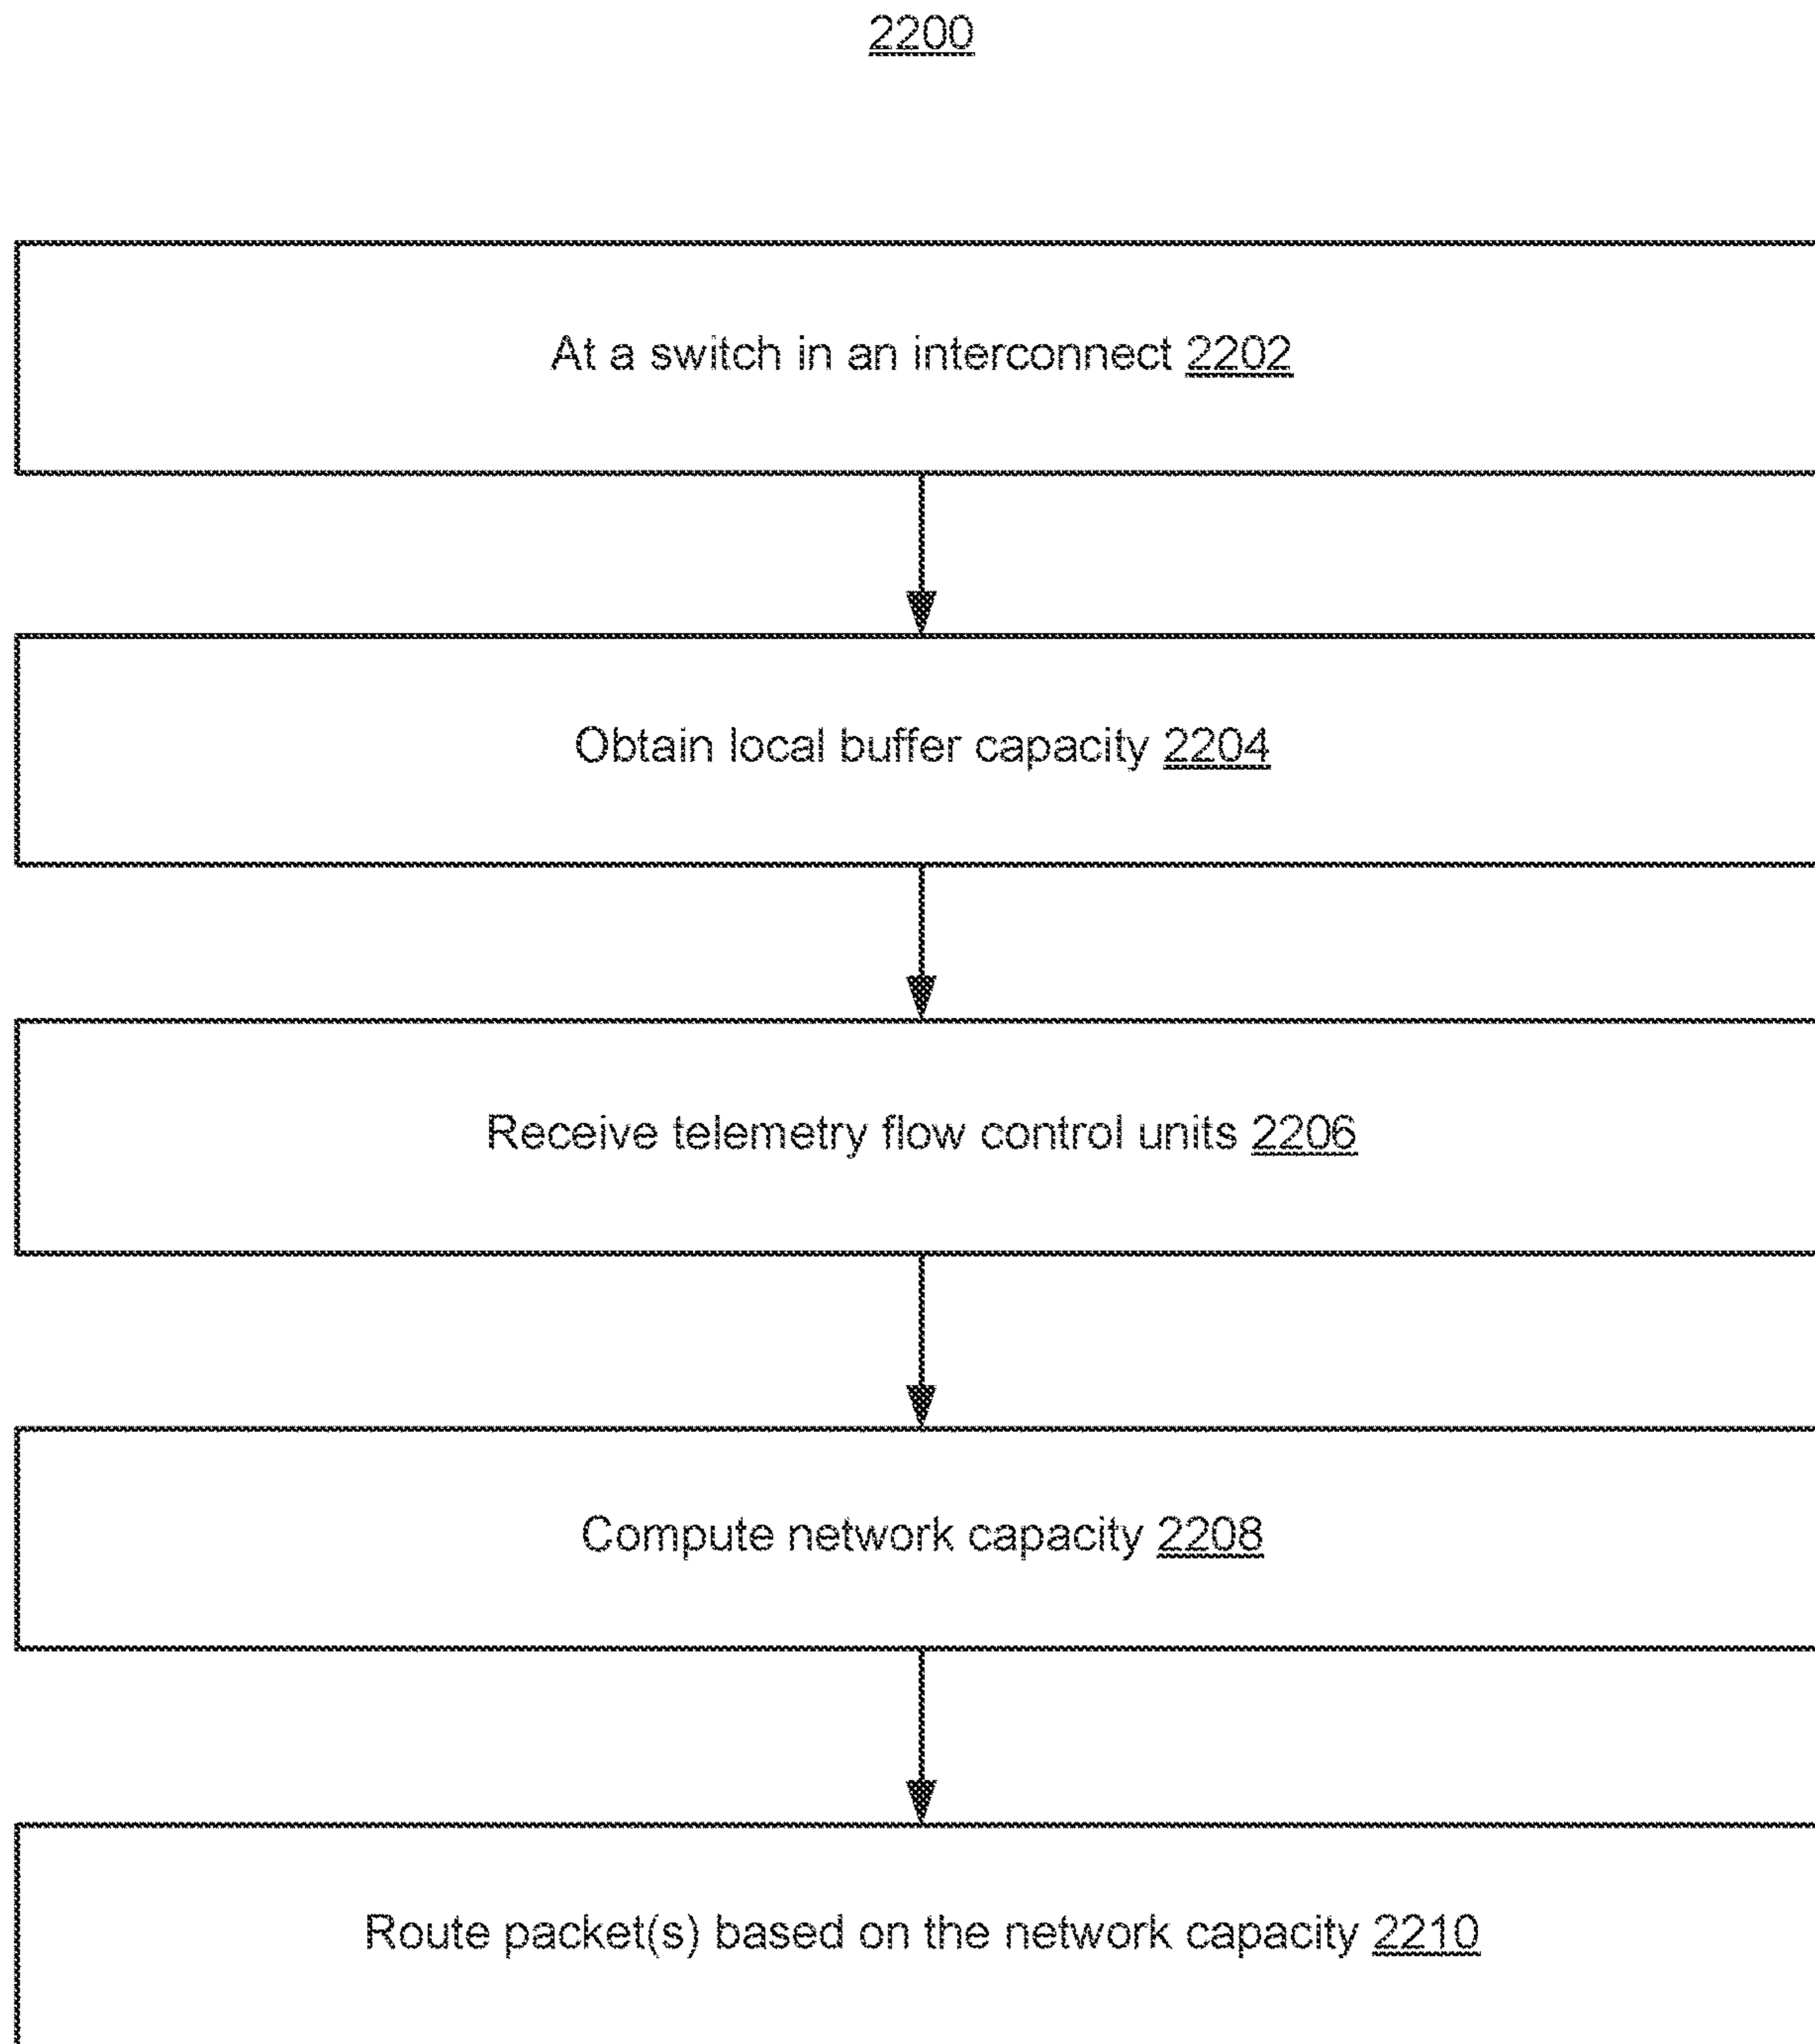 2200
At a switch in an interconnect 2202
Obtain local buffer capacity 2204
Receive telemetry flow control units 2206
Compute network capacity 2208
Route packet(s) based on the network capacity 2210